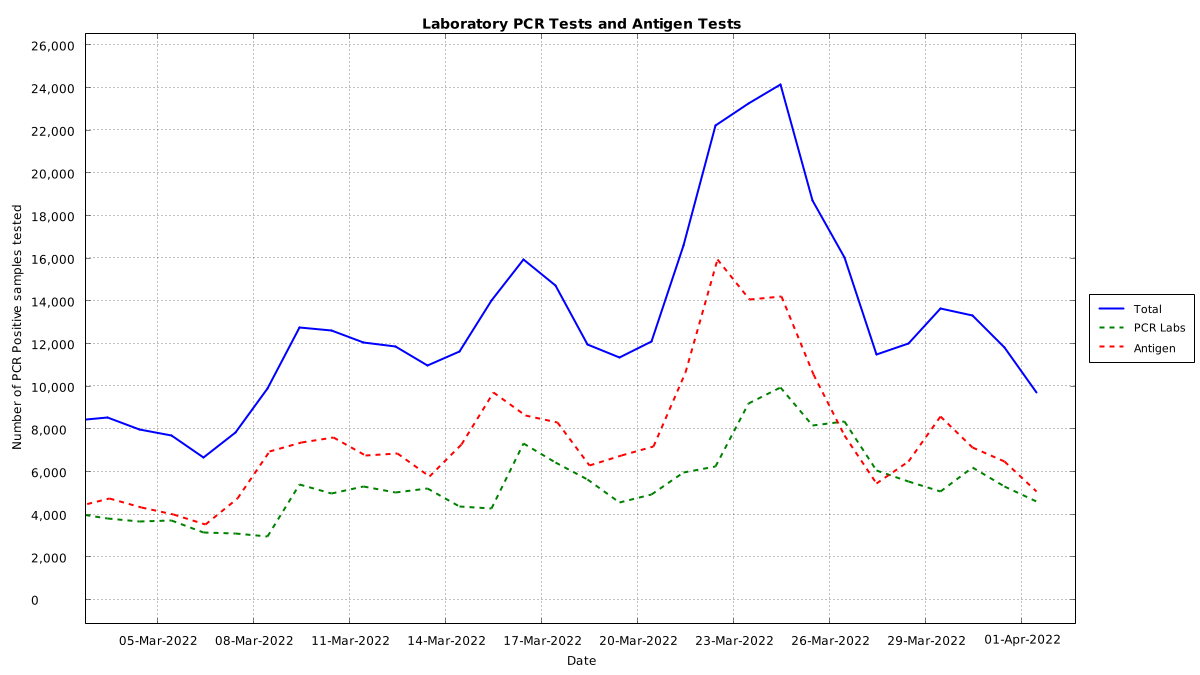 Laboratory PCR Tests and Antigen Tests
26,000
24,000
22,000
20,000
18,000
16,000
14,000
12,000
10,000
8,000
6,000
4,000
2,000
0
Number of PCR Positive samples tested
05-Mar-2022 08-Mar-2022 11-Mar-2022 14-Mar-2022 17-Mar-2022 20-Mar-2022 23-Mar-2022 26-Mar-2022 29-Mar-2022 01-Apr-2022
Date
Total
PCR Labs
Antigen